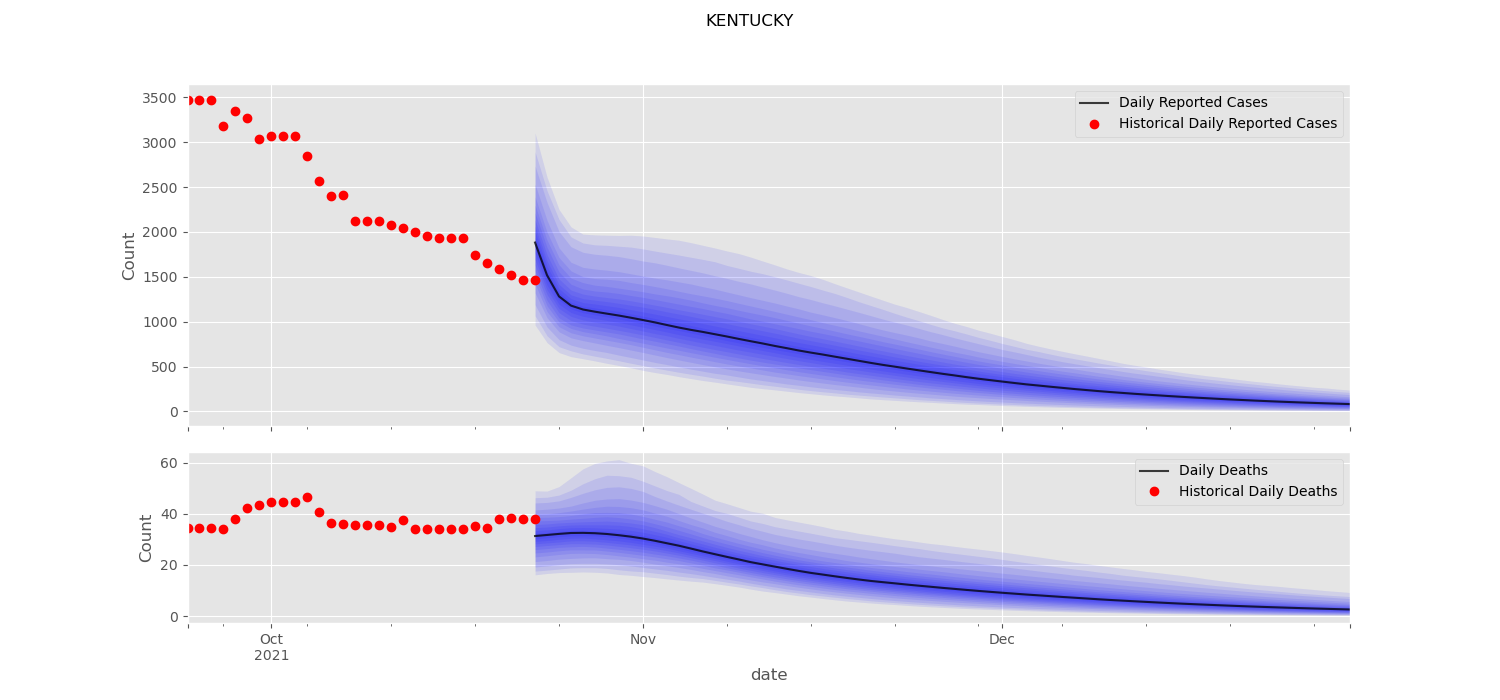 KENTUCKY
3500
3000
2500
2000
1500
1000
500
0
Count
Daily Reported Cases
Historical Daily Reported Cases
60
40
20
0
Count
Daily Deaths
Historical Daily Deaths
Oct
2021
Nov
Dec
date